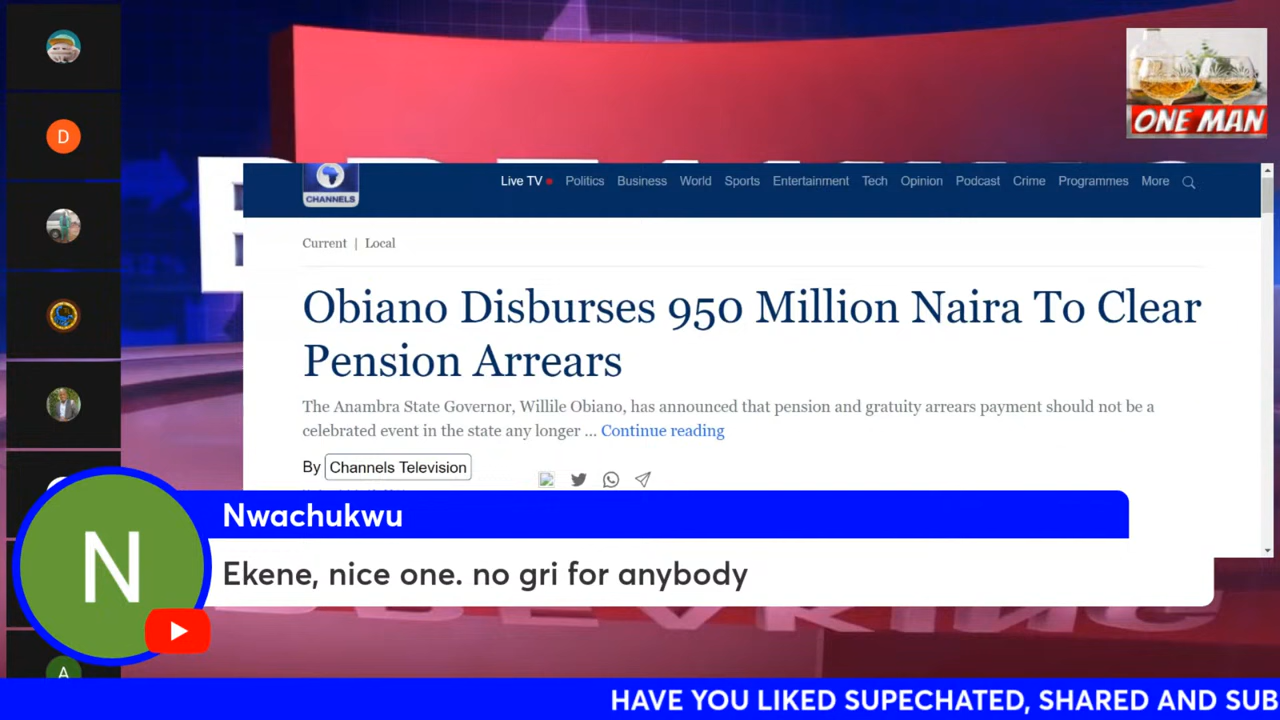 D
ONE MAN
CHANNELS
Live TV Politics Business World Sports Entertainment Tech Opinion Podcast Crime Programmes More
Current | Local
Obiano Disburses 950 Million Naira To Clear
Pension Arrears
The Anambra State Governor, Willile Obiano, has announced that pension and gratuity arrears payment should not be a
celebrated event in the state any longer ... Continue reading
By Channels Television
N
Nwachukwu
Ekene, nice one. no gri for anybody
A
HAVE YOU LIKED SUPECHATED, SHARED AND SUB